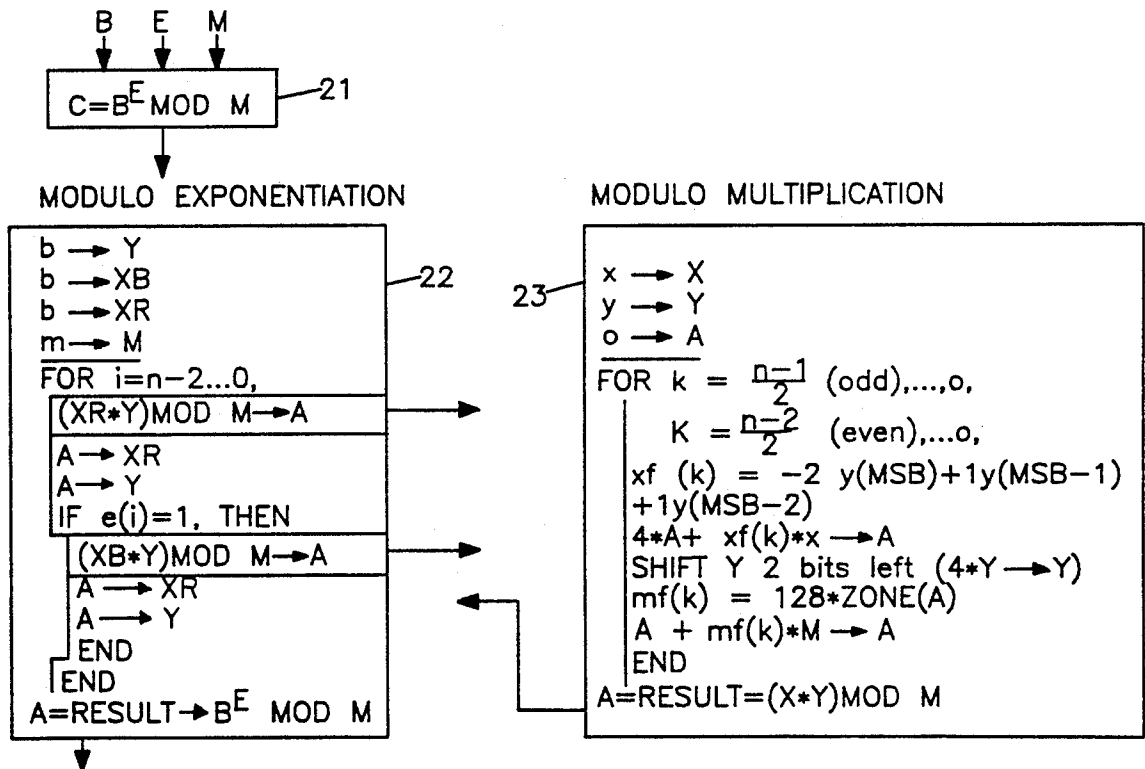 B E M
C=B^E MOD M
21
MODULO EXPONENTIATION
b → Y
b → XB
b → XR
m → M
22
FOR i=n-2...0,
(XR*Y)MOD M→A
A → XR
A → Y
IF e(i)=1, THEN
(XB*Y)MOD M→A
A → XR
A → Y
END
END
A=RESULT→B^E MOD M
MODULO MULTIPLICATION
23
x → X
y → Y
o → A
FOR k = n-1/2 (odd),...,o,
K = n-2/2 (even),...o,
xf (k) = -2 y(MSB)+1y(MSB-1)
+1y(MSB-2)
4*A+ xf(k)*x →A
SHIFT Y 2 bits left (4*Y→Y)
mf(k) = 128*ZONE(A)
A + mf(k)*M → A
END
A=RESULT=(X*Y)MOD M